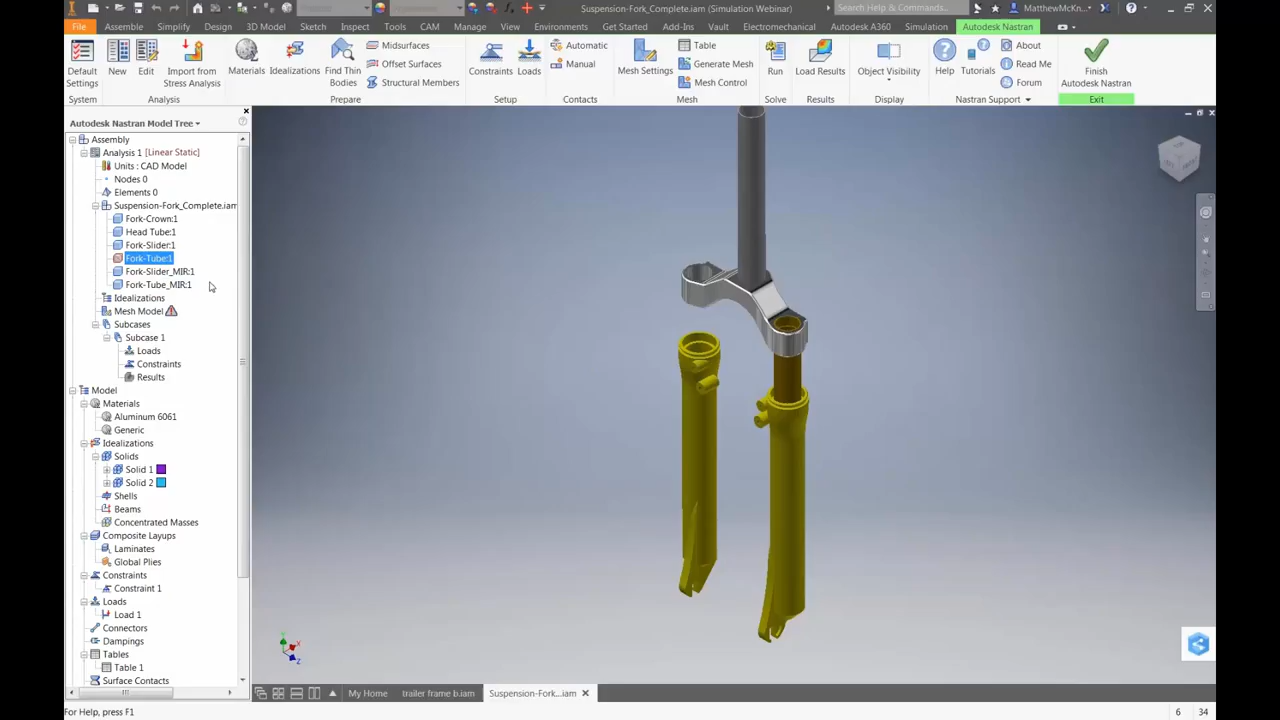 Suspension-Fork_Complete.iam (Simulation Webinar)
Search Help & Commands...
MatthewMcKn...
File Assemble Simplify Design 3D Model Sketch Inspect Tools CAM Manage View Environments Get Started Add-Ins Vault Electromechanical Autodesk A360 Simulation Autodesk Nastran
Default Settings
New
Edit
Import from Stress Analysis
Materials
Idealizations
Find Thin Bodies
Midsurfaces
Offset Surfaces
Structural Members
Constraints
Loads
Automatic
Manual
Mesh Settings
Table
Generate Mesh
Mesh Control
Run
Load Results
Object Visibility
Help
Tutorials
About
Read Me
Forum
Finish Autodesk Nastran
System Analysis Prepare Setup Contacts Mesh Solve Results Display Nastran Support Exit
Autodesk Nastran Model Tree
Assembly
Analysis 1 [Linear Static]
Units : CAD Model
Nodes 0
Elements 0
Suspension-Fork_Complete.iam
Fork-Crown:1
Head Tube:1
Fork-Slider:1
Fork-Tube:1
Fork-Slider_MIR:1
Fork-Tube_MIR:1
Idealizations
Mesh Model
Subcases
Subcase 1
Loads
Constraints
Results
Model
Materials
Aluminum 6061
Generic
Idealizations
Solids
Solid 1
Solid 2
Shells
Beams
Concentrated Masses
Composite Layups
Laminates
Global Plies
Constraints
Constraint 1
Loads
Load 1
Connectors
Dampings
Tables
Table 1
Surface Contacts
My Home trailer frame b.iam Suspension-Fork...iam
For Help, press F1
6 34